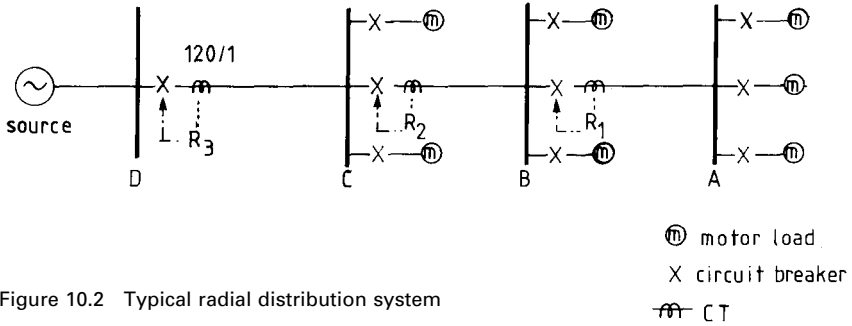 120/1
source
R3
R2
R1
D
C
B
A
m
m
m
m
m
m
m
m motor load
X circuit breaker
CT
Figure 10.2 Typical radial distribution system